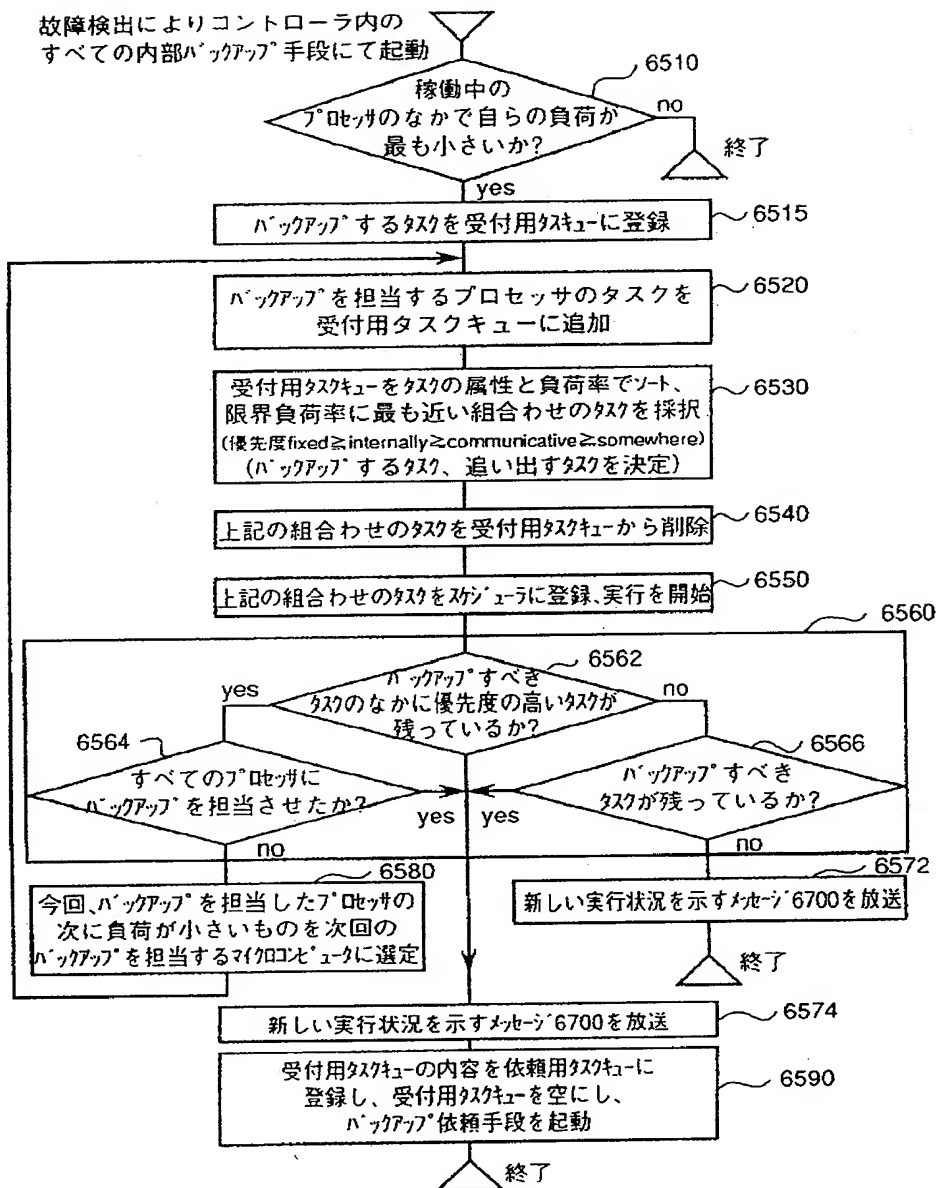 故障検出によりコントローラ内の
すべての内部バックアップ手段にて起動
6510
稼働中の
プロセッサのなかで自らの負荷が
最も小さいか?
no
終了
yes
バックアップするタスクを受付用タスキューに登録
6515
バックアップを担当するプロセッサのタスクを
受付用タスクキューに追加
6520
受付用タスクキューをタスクの属性と負荷率でソート、
限界負荷率に最も近い組合わせのタスクを採択
(優先度fixed≧internally≧communicative≧somewhere)
(バックアップするタスク、追い出すタスクを決定)
6530
上記の組合わせのタスクを受付用タスクキューから削除
6540
上記の組合わせのタスクをスケジューラに登録、実行を開始
6550
6560
6562
バックアップすべき
タスクのなかに優先度の高いタスクが
残っているか?
yes
no
6564
すべてのプロセッサに
バックアップを担当させたか?
yes
no
6566
バックアップすべき
タスクが残っているか?
yes
no
6580
今回、バックアップを担当したプロセッサの
次に負荷が小さいものを次回の
バックアップを担当するマイクロコンピュータに選定
6572
新しい実行状況を示すメッセージ6700を放送
終了
新しい実行状況を示すメッセージ6700を放送
6574
受付用タスクキューの内容を依頼用タスクキューに
登録し、受付用タスクキューを空にし、
バックアップ依頼手段を起動
6590
終了